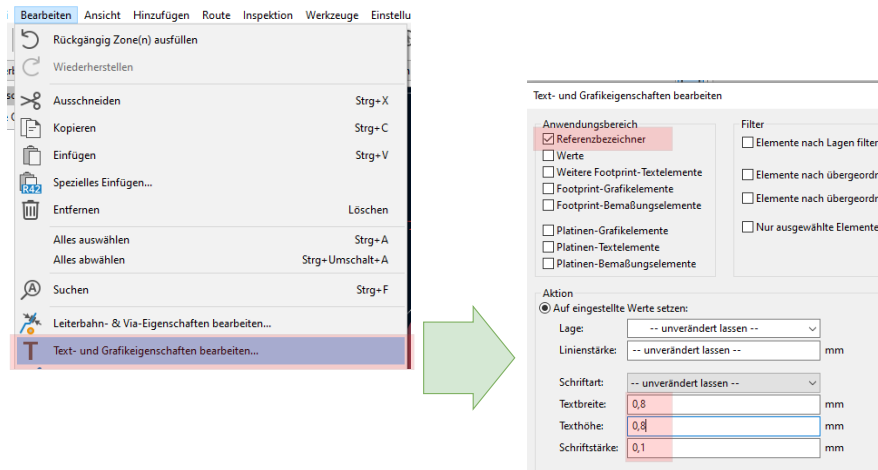 Bearbeiten Ansicht Hinzufügen Route Inspektion Werkzeuge Einstellu
Rückgängig Zone(n) ausfüllen
Wiederherstellen
Ausschneiden Strg+X
Kopieren Strg+C
Einfügen Strg+V
Spezielles Einfügen...
R42
Entfernen Löschen
Alles auswählen Strg+A
Alles abwählen Strg+Umschalt+A
Suchen Strg+F
Leiterbahn- & Via-Eigenschaften bearbeiten...
Text- und Grafikeigenschaften bearbeiten...
Text- und Grafikeigenschaften bearbeiten
Anwendungsbereich
Referenzbezeichner
Werte
Weitere Footprint-Textelemente
Footprint-Grafikelemente
Footprint-Bemaßungselemente
Platinen-Grafikelemente
Platinen-Textelemente
Platinen-Bemaßungselemente
Filter
Elemente nach Lagen filter
Elemente nach übergeordr
Elemente nach übergeordr
Nur ausgewählte Elemente
Aktion
Auf eingestellte Werte setzen:
Lage: -- unverändert lassen --
Linienstärke: -- unverändert lassen -- mm
Schriftart: -- unverändert lassen --
Textbreite: 0,8 mm
Texthöhe: 0,8 mm
Schriftstärke: 0,1 mm